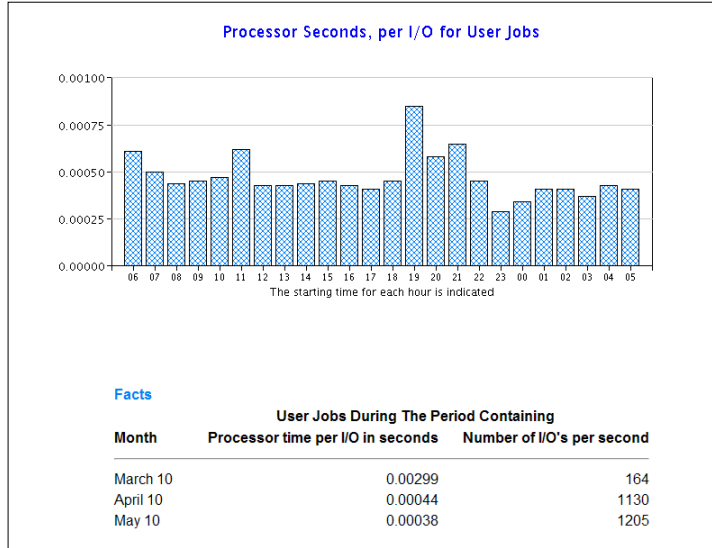 Processor Seconds, per I/O for User Jobs
0.00100
0.00075
0.00050
0.00025
0.00000
06 07 08 09 10 11 12 13 14 15 16 17 18 19 20 21 22 23 00 01 02 03 04 05
The starting time for each hour is indicated
Facts
User Jobs During The Period Containing
Month Processor time per I/O in seconds Number of I/O's per second
March 10 0.00299 164
April 10 0.00044 1130
May 10 0.00038 1205